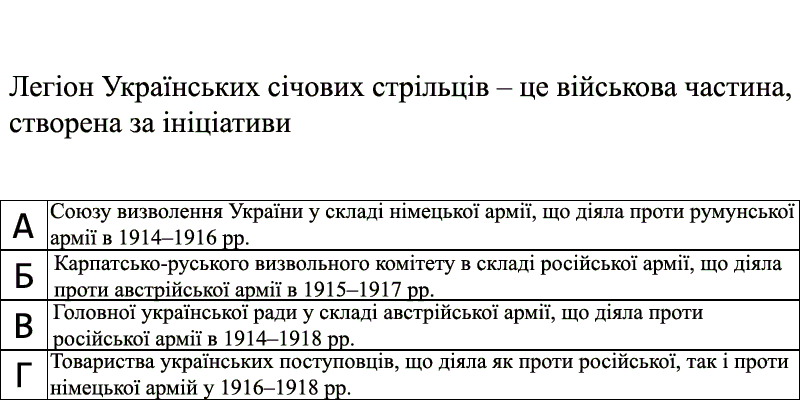 Легіон Українських січових стрільців – це військова частина,
створена за ініціативи
А
Союзу визволення України у складі німецької армії, що діяла проти румунської
армії в 1914–1916 рр.
Б
Карпатсько-руського визвольного комітету в складі російської армії, що діяла
проти австрійської армії в 1915–1917 рр.
В
Головної української ради у складі австрійської армії, що діяла проти
російської армії в 1914–1918 рр.
Г
Товариства українських поступовців, що діяла як проти російської, так і проти
німецької армій у 1916–1918 рр.